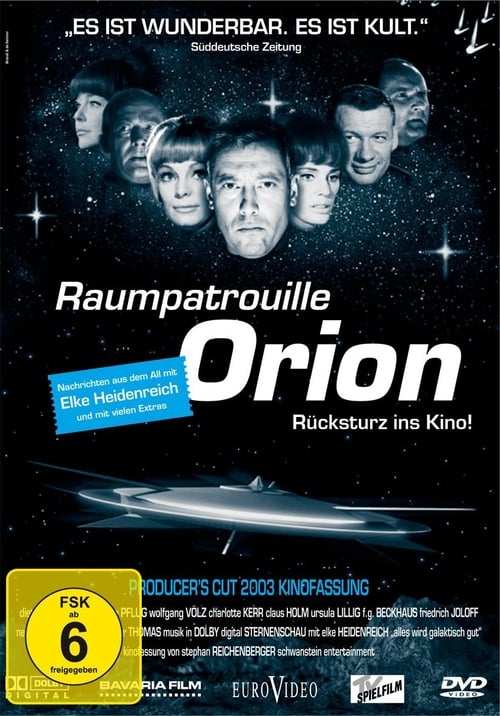 „ES IST WUNDERBAR. ES IST KULT.“
Süddeutsche Zeitung
Raumpatrouille
Orion
Nachrichten aus dem All mit
Elke Heidenreich
und mit vielen Extras
Rücksturz ins Kino!
PRODUCER'S CUT 2003 KINOFASSUNG
PFLUG wolfgang VÖLZ charlotte KERR claus HOLM ursula LILLIG f.g. BECKHAUS friedrich JOLOFF
THOMAS musik in DOLBY digital STERNENSCHAU mit elke HEIDENREICH „alles wird galaktisch gut“
kinofassung von stephan REICHENBERGER schwanstein entertainment
FSK
ab
6
freigegeben
DOLBY
DIGITAL
BAVARIA FILM
EUROVIDEO
TV
SPIELFILM
DVD
VIDEO